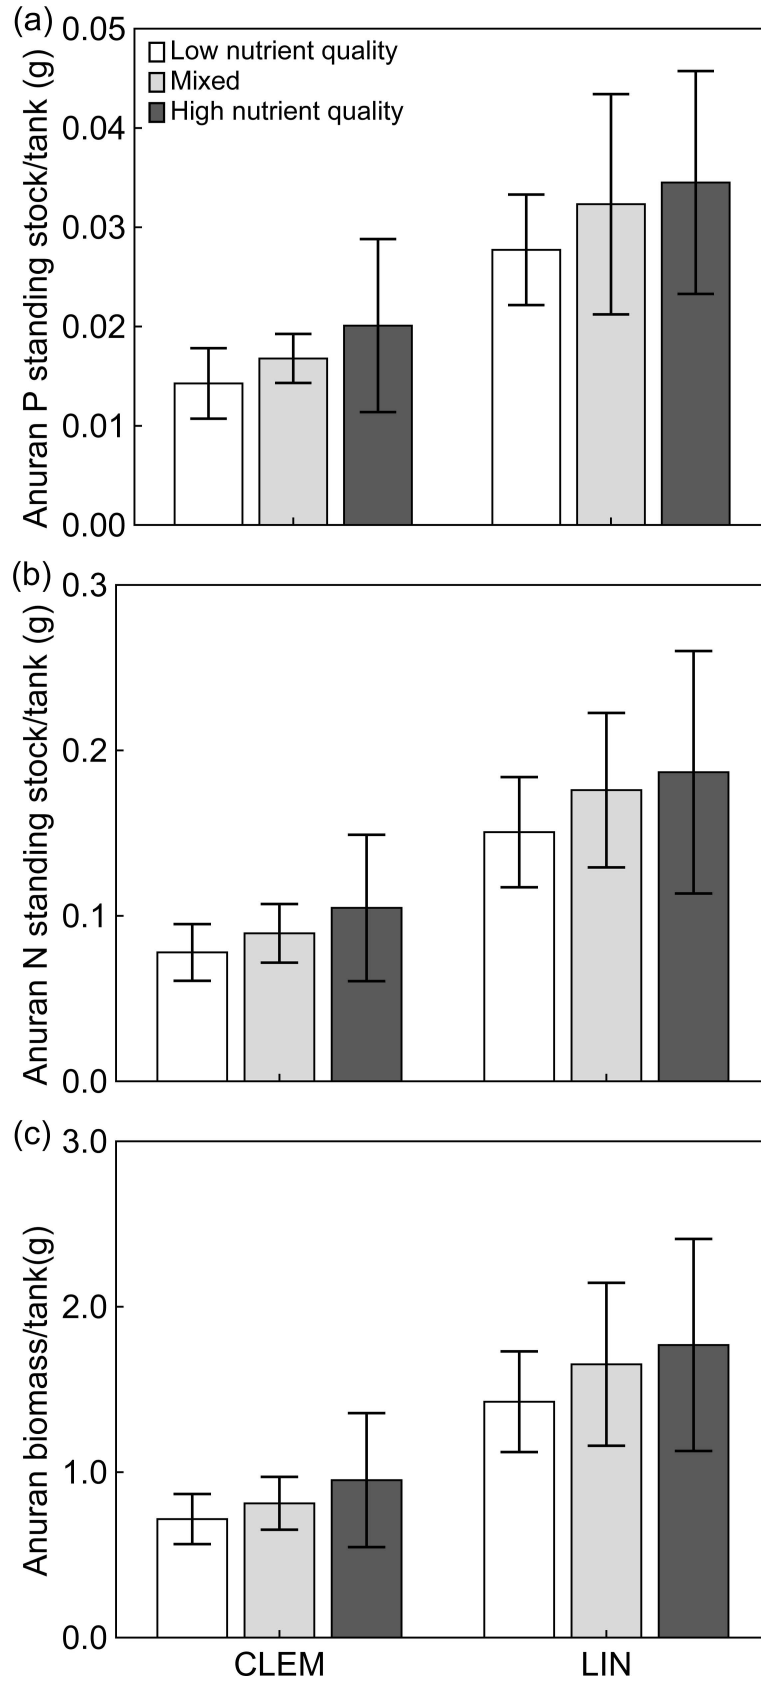 (a)
Anuran P standing stock/tank (g)
0.05
0.04
0.03
0.02
0.01
0.00
Low nutrient quality
Mixed
High nutrient quality
(b)
Anuran N standing stock/tank (g)
0.3
0.2
0.1
0.0
(c)
Anuran biomass/tank(g)
3.0
2.0
1.0
0.0
CLEM LIN